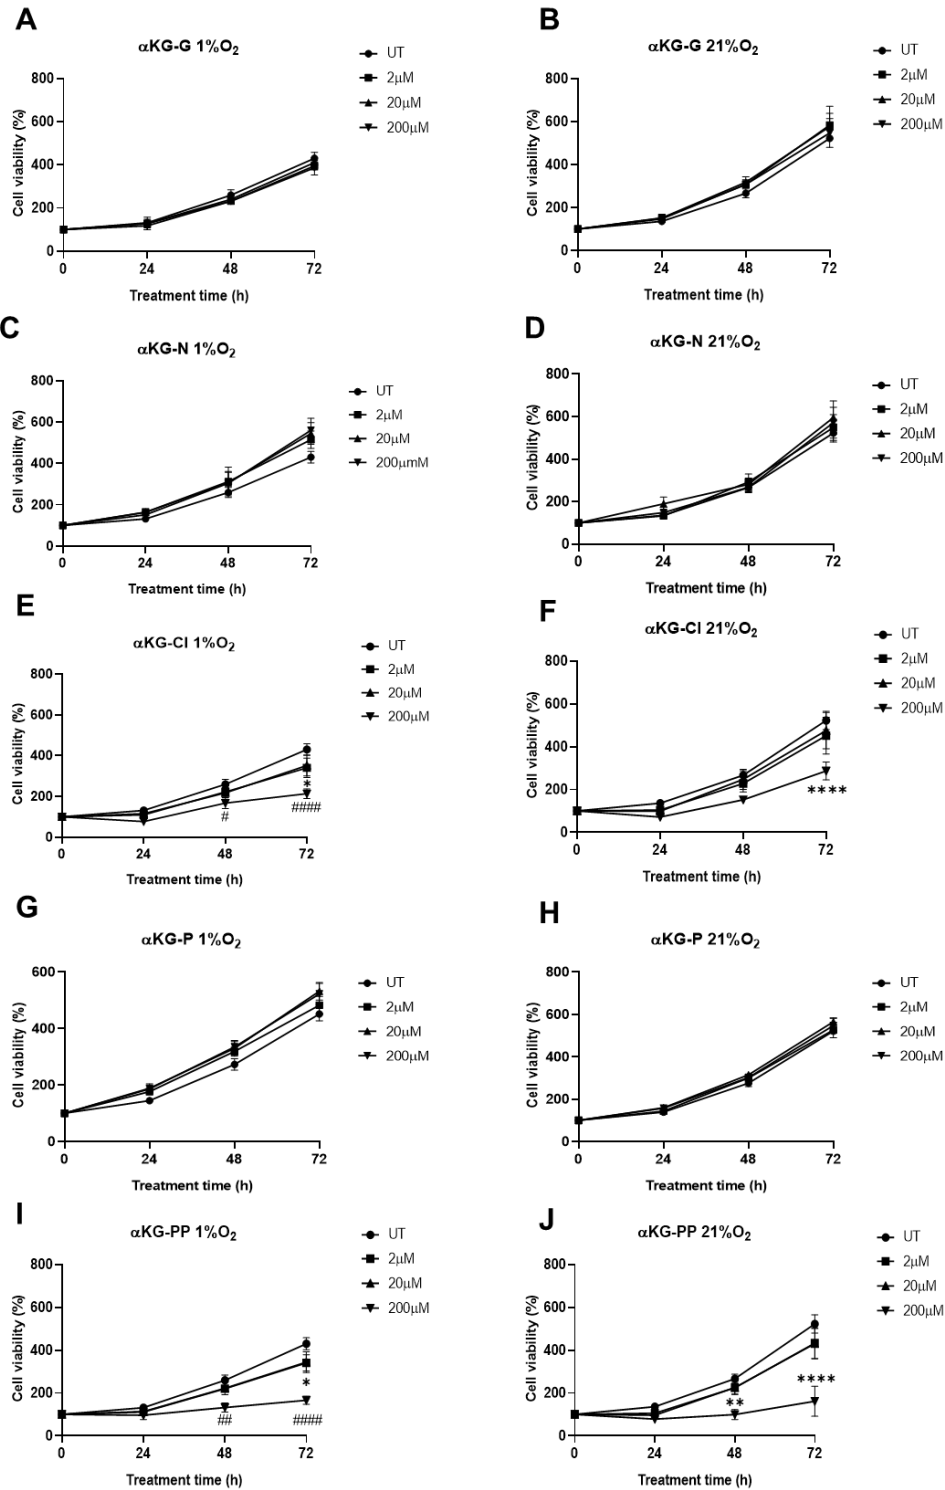 A
αKG-G 1%O₂
UT
2μM
20μM
200μM
Cell viability (%)
800
600
400
200
0
0 24 48 72
Treatment time (h)
B
αKG-G 21%O₂
UT
2μM
20μM
200μM
Cell viability (%)
800
600
400
200
0
0 24 48 72
Treatment time (h)
C
αKG-N 1%O₂
UT
2μM
20μM
200μmM
Cell viability (%)
800
600
400
200
0
0 24 48 72
Treatment time (h)
D
αKG-N 21%O₂
UT
2μM
20μM
200μM
Cell viability (%)
800
600
400
200
0
0 24 48 72
Treatment time (h)
E
αKG-CI 1%O₂
UT
2μM
20μM
200μM
Cell viability (%)
800
600
400
200
0
*
# ####
0 24 48 72
Treatment time (h)
F
αKG-CI 21%O₂
UT
2μM
20μM
200μM
Cell viability (%)
800
600
400
200
0
****
0 24 48 72
Treatment time (h)
G
αKG-P 1%O₂
UT
2μM
20μM
200μM
Cell viability (%)
600
400
200
0
0 24 48 72
Treatment time (h)
H
αKG-P 21%O₂
UT
2μM
20μM
200μM
Cell viability (%)
800
600
400
200
0
0 24 48 72
Treatment time (h)
I
αKG-PP 1%O₂
UT
2μM
20μM
200μM
Cell viability (%)
800
600
400
200
0
*
## ####
0 24 48 72
Treatment time (h)
J
αKG-PP 21%O₂
UT
2μM
20μM
200μM
Cell viability (%)
800
600
400
200
0
****
**
0 24 48 72
Treatment time (h)